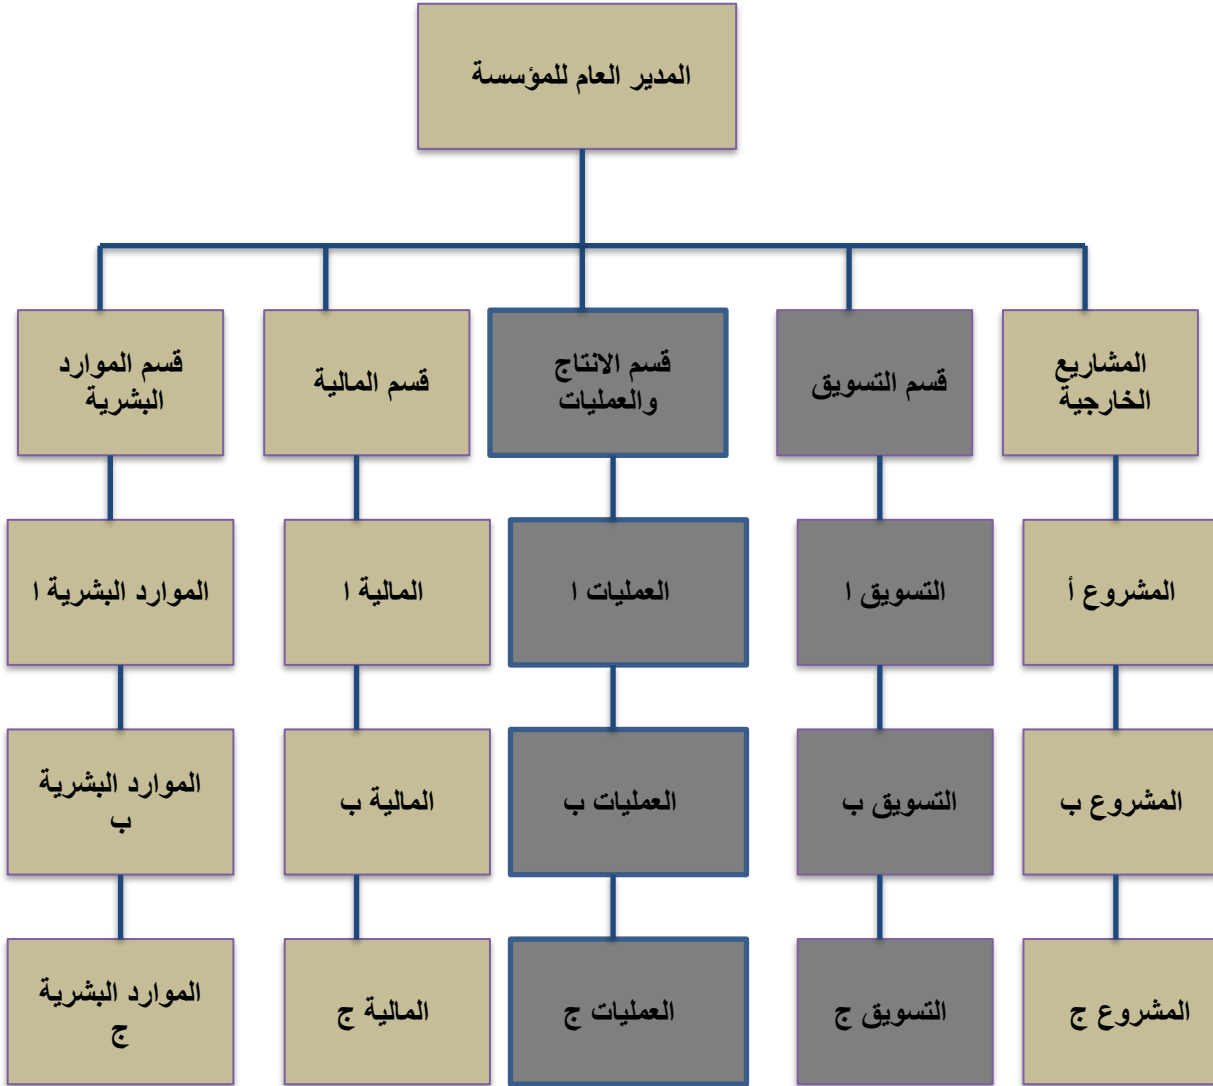 المدير العام للمؤسسة
المشاريع
الخارجية
قسم التسويق
قسم الانتاج
والعمليات
قسم المالية
قسم الموارد
البشرية
المشروع أ
التسويق ا
العمليات ا
المالية ا
الموارد البشرية ا
المشروع ب
التسويق ب
العمليات ب
المالية ب
الموارد البشرية
ب
المشروع ج
التسويق ج
العمليات ج
المالية ج
الموارد البشرية
ج